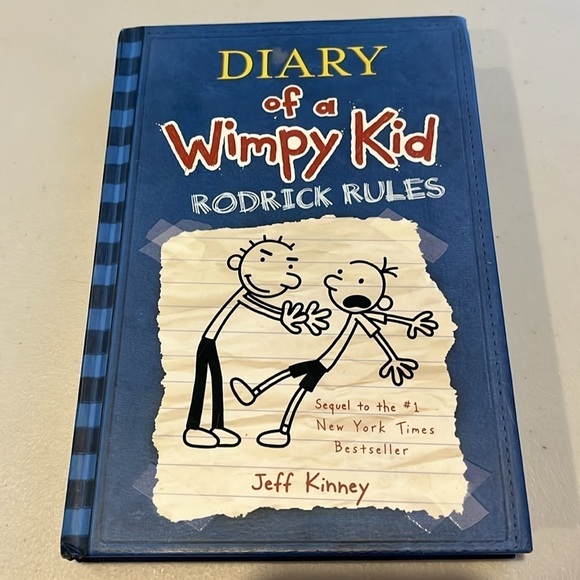 DIARY
of a
Wimpy Kid
RODRICK RULES
Sequel to the #1
New York Times
Bestseller
Jeff Kinney